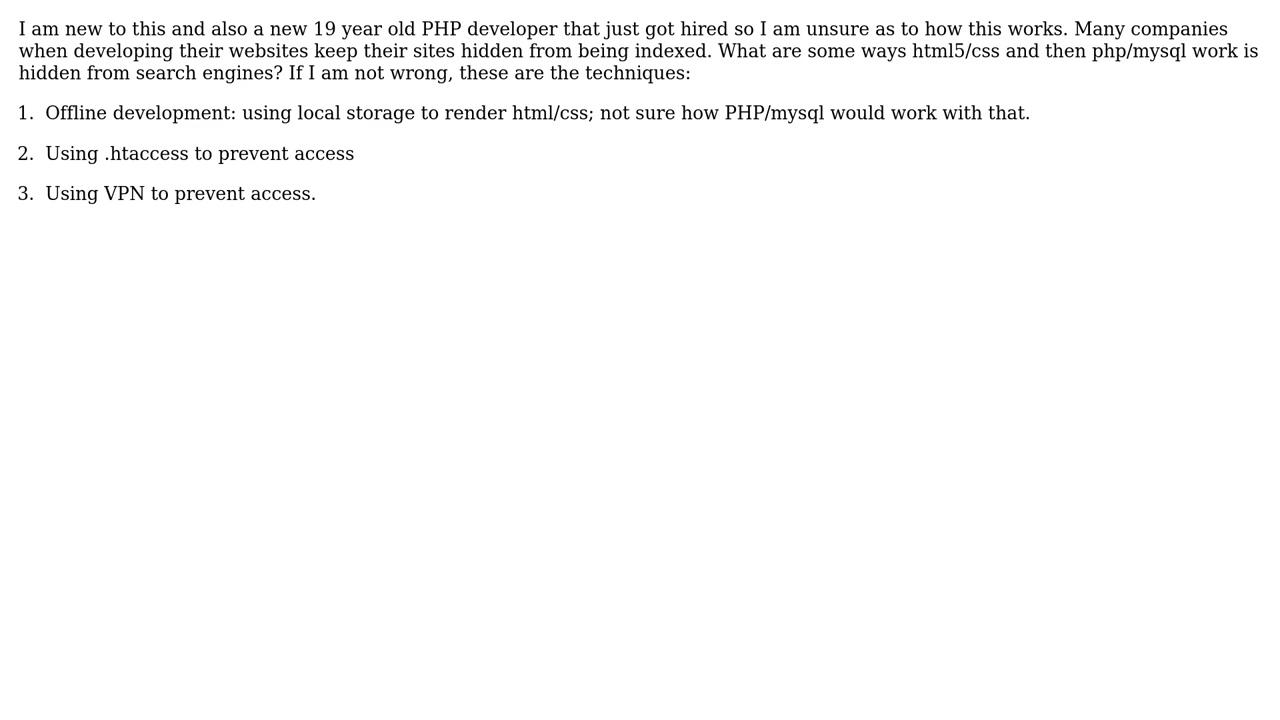 I am new to this and also a new 19 year old PHP developer that just got hired so I am unsure as to how this works. Many companies
when developing their websites keep their sites hidden from being indexed. What are some ways html5/css and then php/mysql work is
hidden from search engines? If I am not wrong, these are the techniques:
1. Offline development: using local storage to render html/css; not sure how PHP/mysql would work with that.
2. Using .htaccess to prevent access
3. Using VPN to prevent access.